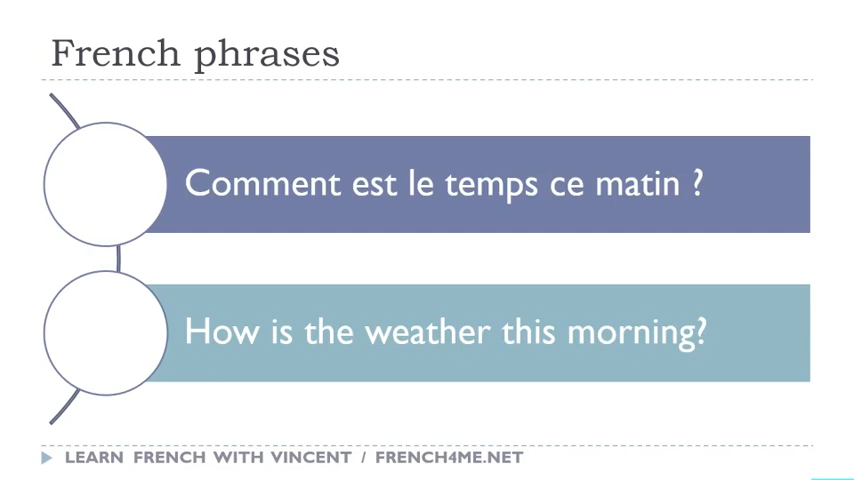 French phrases
Comment est le temps ce matin ?
How is the weather this morning?
LEARN FRENCH WITH VINCENT / FRENCH4ME.NET